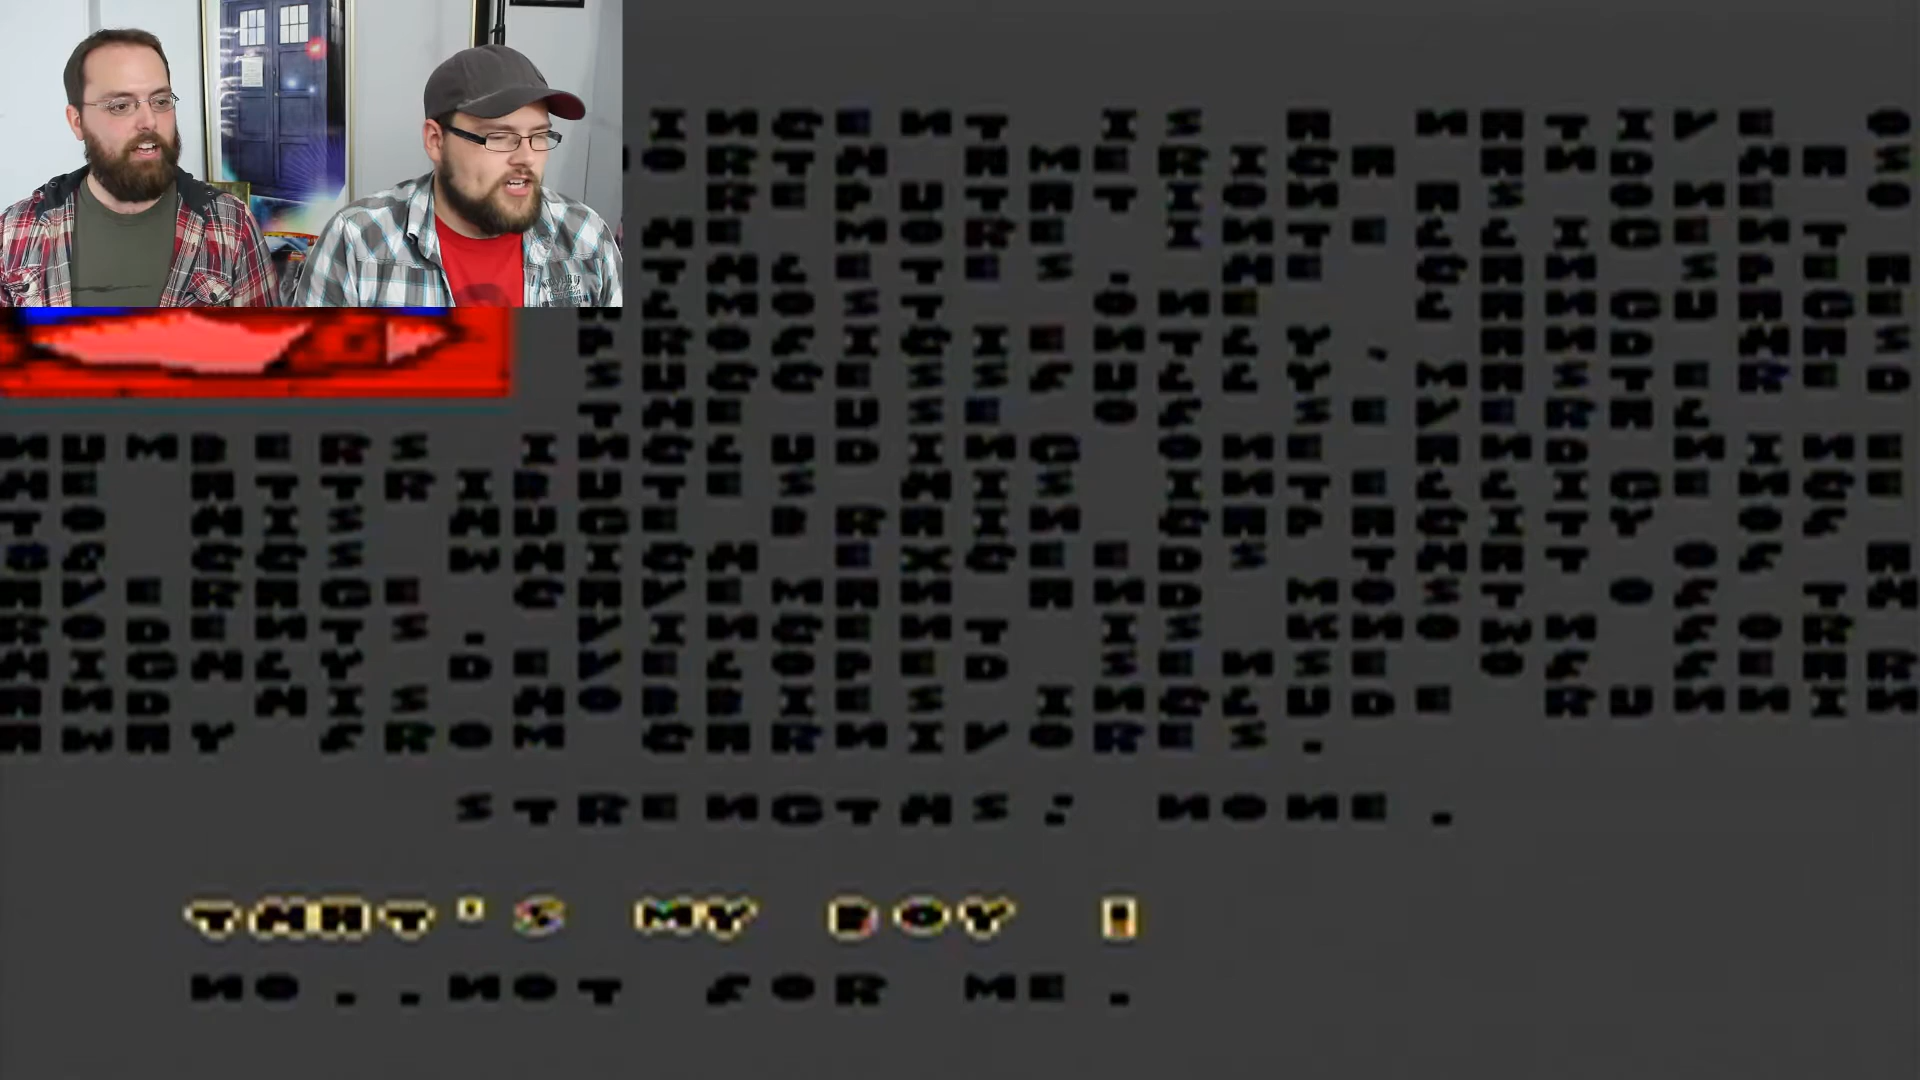 INCENT IS A NATIVE O
ORTH AMERICA AND HAS
REPUTATION AS ONE O
HE MORE INTELLIGENT
THLETES. HE CAN SPEA
ALMOST ONE LANGUAGE
PROFICIENTLY, AND HAS
SUCCESSFULLY MASTERED
THE USE OF SEVERAL
NUMBERS INCLUDING ONE AND NINE
HE ATTRIBUTES HIS INTELLIGENCE
TO HIS HUGE BRAIN CAPACITY OF
CCS WHICH EXCEEDS THAT OF A
AVERAGE CAVEMAN AND MOST OF TH
RODENTS. VINCENT IS KNOWN FOR
HIGHLY DEVELOPED SENSE OF FEAR
AND HIS HOBBIES INCLUDE RUNNIN
AWAY FROM CARNIVORES.
STRENGTHS: NONE.
THAT'S MY BOY !
NO..NOT FOR ME.